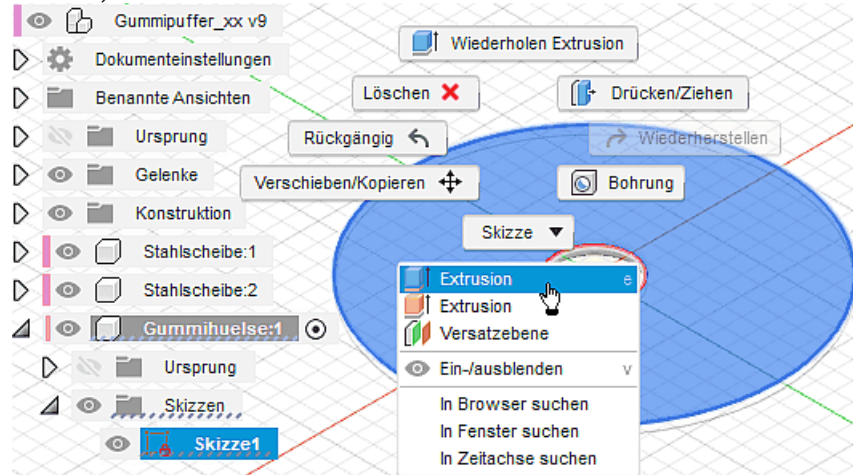 Gummipuffer_xx v9
Dokumenteinstellungen
Benannte Ansichten
Ursprung
Gelenke
Konstruktion
Stahlscheibe:1
Stahlscheibe:2
Gummihuelse:1
Ursprung
Skizzen
Skizze1
Wiederholen Extrusion
Löschen
Drücken/Ziehen
Rückgängig
Wiederherstellen
Verschieben/Kopieren
Bohrung
Skizze
Extrusion e
Extrusion
Versatzebene
Ein-/ausblenden v
In Browser suchen
In Fenster suchen
In Zeitachse suchen